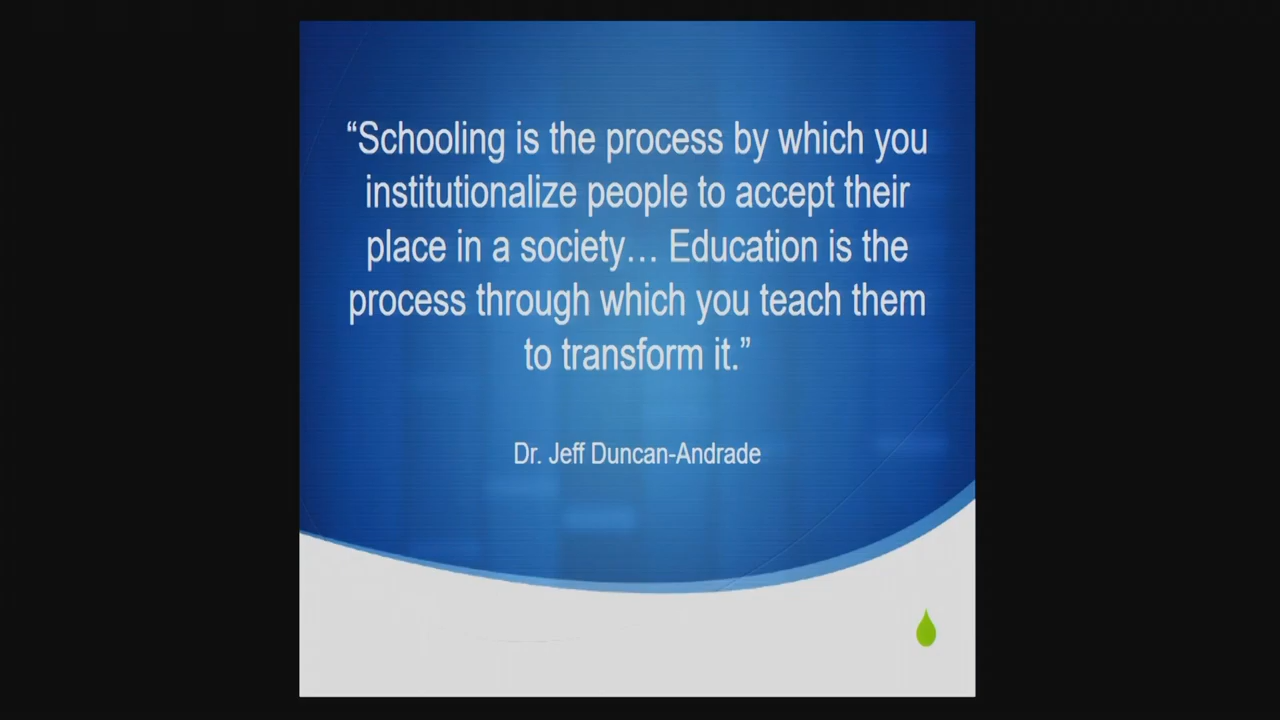 “Schooling is the process by which you
institutionalize people to accept their
place in a society… Education is the
process through which you teach them
to transform it.”
Dr. Jeff Duncan-Andrade